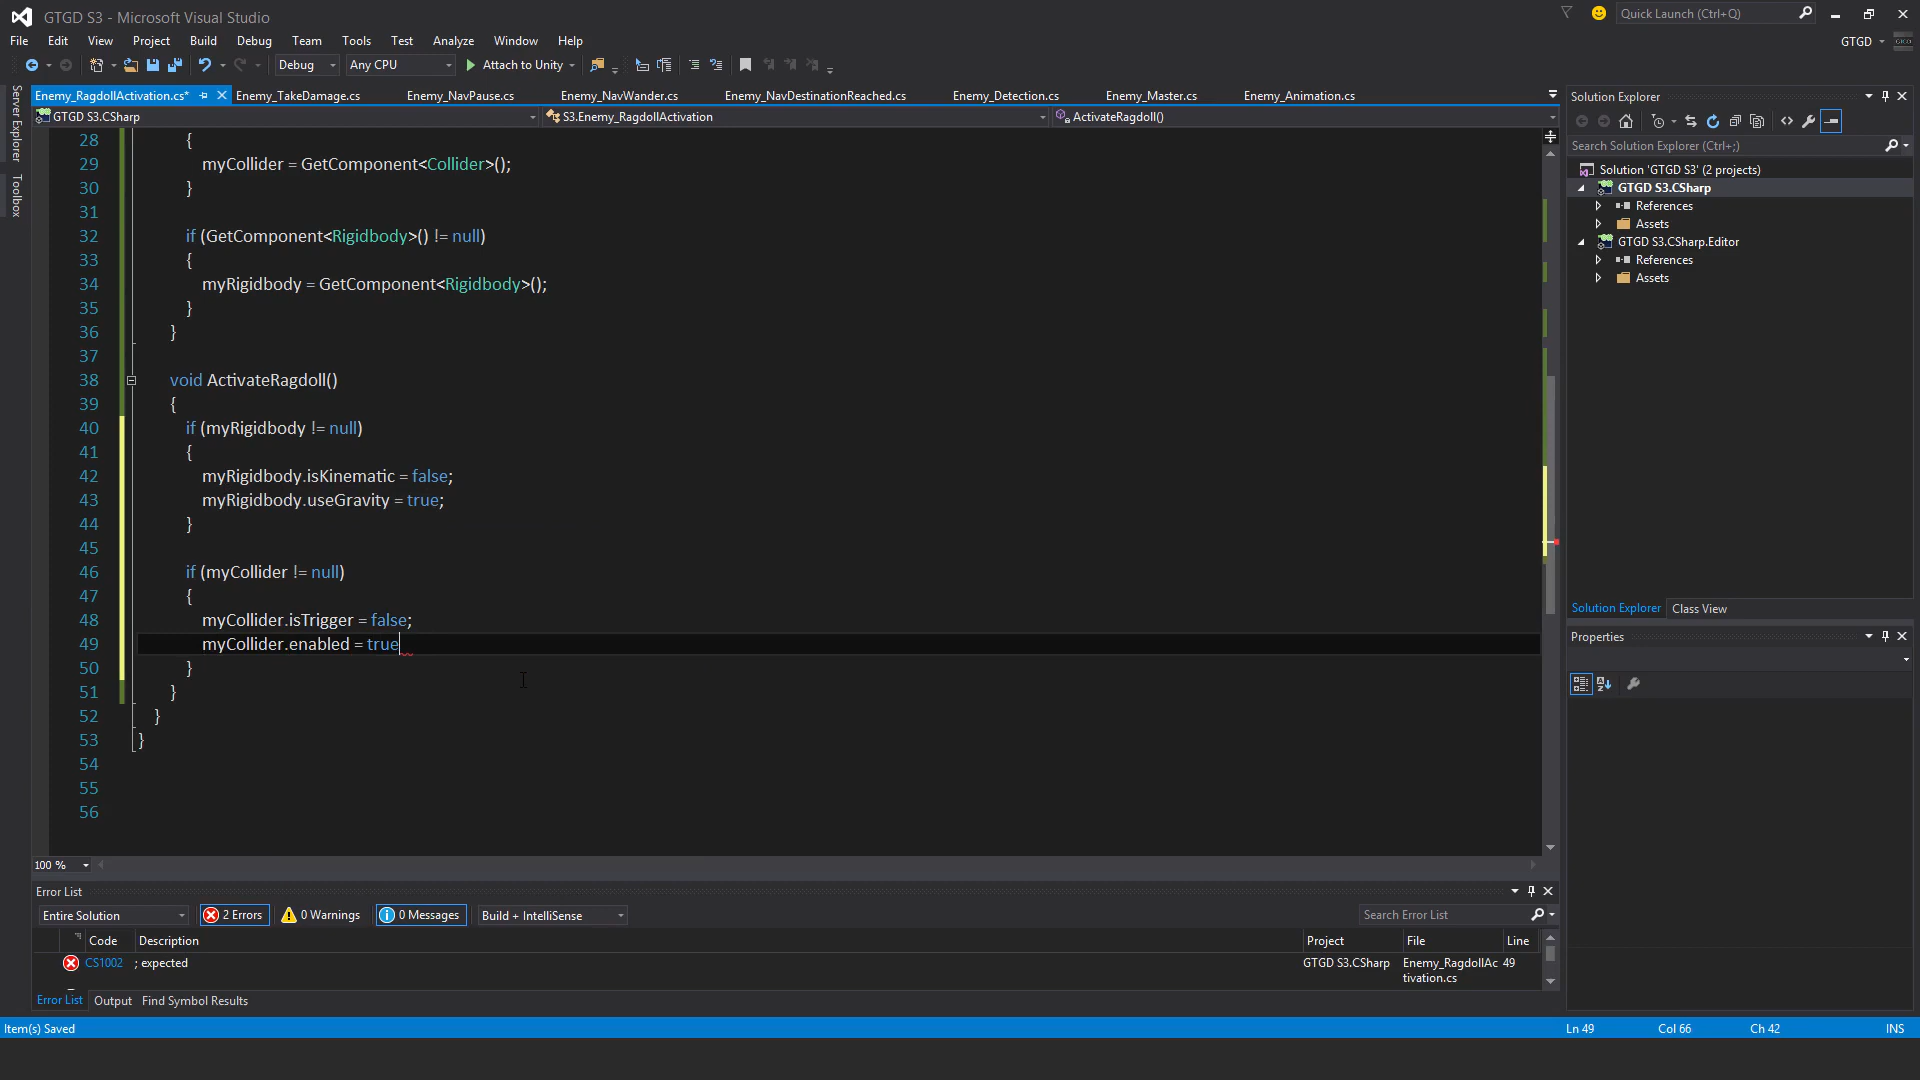 GTGD S3 - Microsoft Visual Studio
Quick Launch (Ctrl+Q)
File Edit View Project Build Debug Team Tools Test Analyze Window Help
GTGD
Debug Any CPU Attach to Unity
Server Explorer
Toolbox
Enemy_RagdollActivation.cs* Enemy_TakeDamage.cs Enemy_NavPause.cs Enemy_NavWander.cs Enemy_NavDestinationReached.cs Enemy_Detection.cs Enemy_Master.cs Enemy_Animation.cs
GTGD S3.CSharp S3.Enemy_RagdollActivation ActivateRagdoll()
28 {
29 myCollider = GetComponent<Collider>();
30 }
31
32 if (GetComponent<Rigidbody>() != null)
33 {
34 myRigidbody = GetComponent<Rigidbody>();
35 }
36 }
37
38 void ActivateRagdoll()
39 {
40 if (myRigidbody != null)
41 {
42 myRigidbody.isKinematic = false;
43 myRigidbody.useGravity = true;
44 }
45
46 if (myCollider != null)
47 {
48 myCollider.isTrigger = false;
49 myCollider.enabled = true
50 }
51 }
52 }
53 }
54
55
56
100 %
Solution Explorer
Search Solution Explorer (Ctrl+;)
Solution 'GTGD S3' (2 projects)
GTGD S3.CSharp
References
Assets
GTGD S3.CSharp.Editor
References
Assets
Solution Explorer Class View
Properties
Error List
Entire Solution 2 Errors 0 Warnings 0 Messages Build + IntelliSense Search Error List
Code Description Project File Line
CS1002 ; expected GTGD S3.CSharp Enemy_RagdollAc 49
tivation.cs
Error List Output Find Symbol Results
Item(s) Saved Ln 49 Col 66 Ch 42 INS